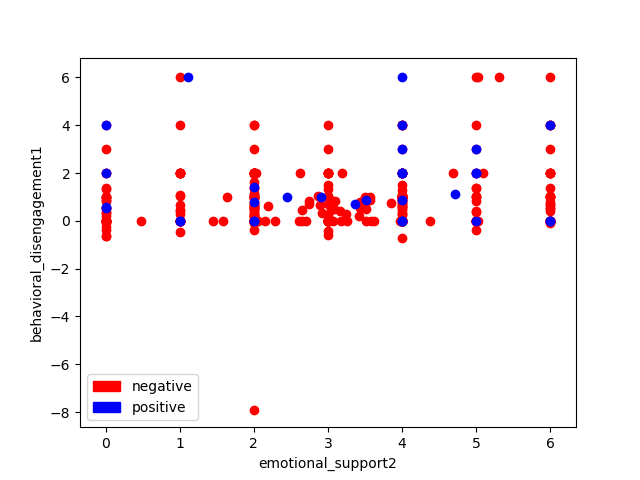 6
4
2
0
−2
−4
−6
−8
behavioral_disengagement1
negative
positive
0 1 2 3 4 5 6
emotional_support2